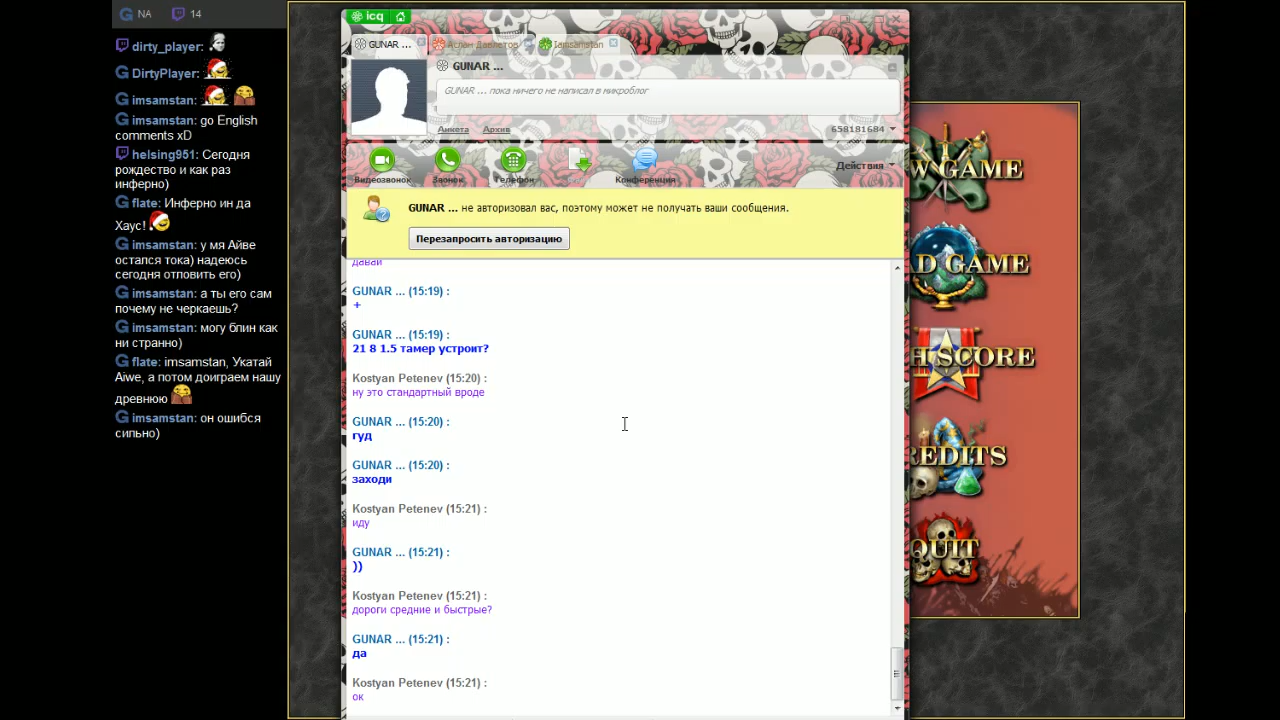 NA 14
dirty_player:
DirtyPlayer:
imsamstan:
imsamstan: go English
comments xD
helsing951: Сегодня
рождество и как раз
инферно)
flate: Инферно ин да
Хаус!
imsamstan: у мя Айве
остался тока) надеюсь
сегодня отповить его)
imsamstan: а ты его сам
почему не черкаешь?
imsamstan: могу блин как
ни странно)
flate: imsamstan, Укатай
Aiwe, а потом доиграем нашу
древнюю
imsamstan: он ошибся
сильно)
icq
GUNAR ...
Аслан Давлетов
Iamsamstan
GUNAR ...
GUNAR ... пока ничего не написал в микроблог
Анкета Архив
658181684
Видеозвонок Звонок Телефон Конференция
Действия
GUNAR ... не авторизовал вас, поэтому может не получать ваши сообщения.
Перезапросить авторизацию
давай
GUNAR ... (15:19) :
+
GUNAR ... (15:19) :
21 8 1.5 тамер устроит?
Kostyan Petenev (15:20) :
ну это стандартный вроде
GUNAR ... (15:20) :
гуд
GUNAR ... (15:20) :
заходи
Kostyan Petenev (15:21) :
иду
GUNAR ... (15:21) :
))
Kostyan Petenev (15:21) :
дороги средние и быстрые?
GUNAR ... (15:21) :
да
Kostyan Petenev (15:21) :
ок
W GAME
AD GAME
H SCORE
REDITS
QUIT